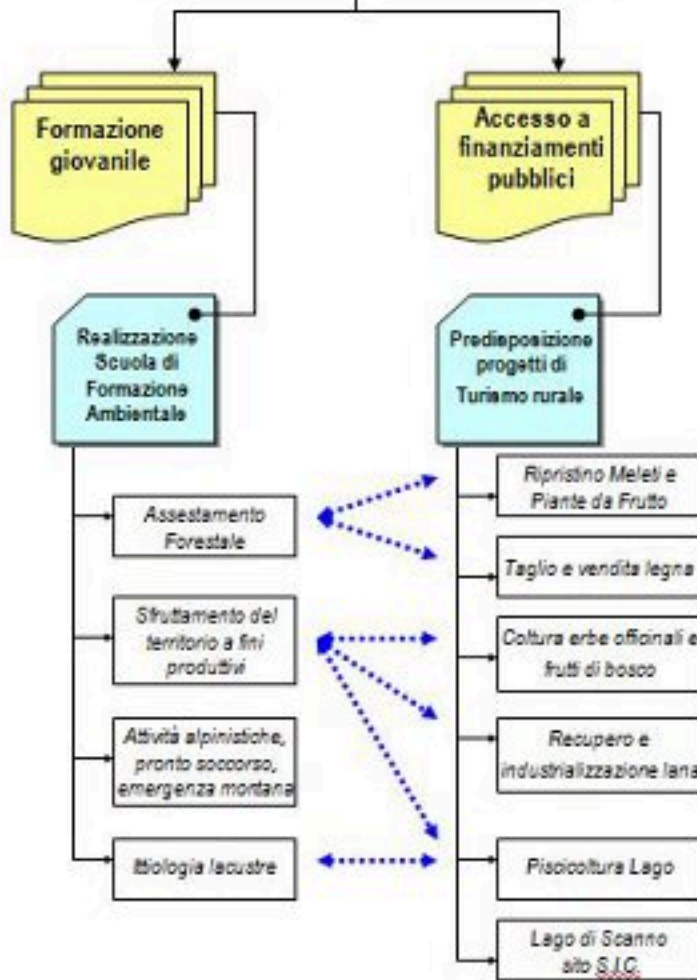 Formazione
giovanile
Accesso a
finanziamenti
pubblici
Realizzazione
Scuola di
Formazione
Ambientale
Predisposizione
progetti di
Turismo rurale
Assestamento
Forestale
Sfruttamento del
territorio a fini
produttivi
Attività alpinistiche,
pronto soccorso,
emergenza montana
Ittiologia lacustre
Ripristino Meleti e
Piante da Frutto
Taglio e vendita legna
Coltura erbe officinali e
frutti di bosco
Recupero e
industrializzazione lana
Piscicoltura Lago
Lago di Scanno
sito S.I.C.